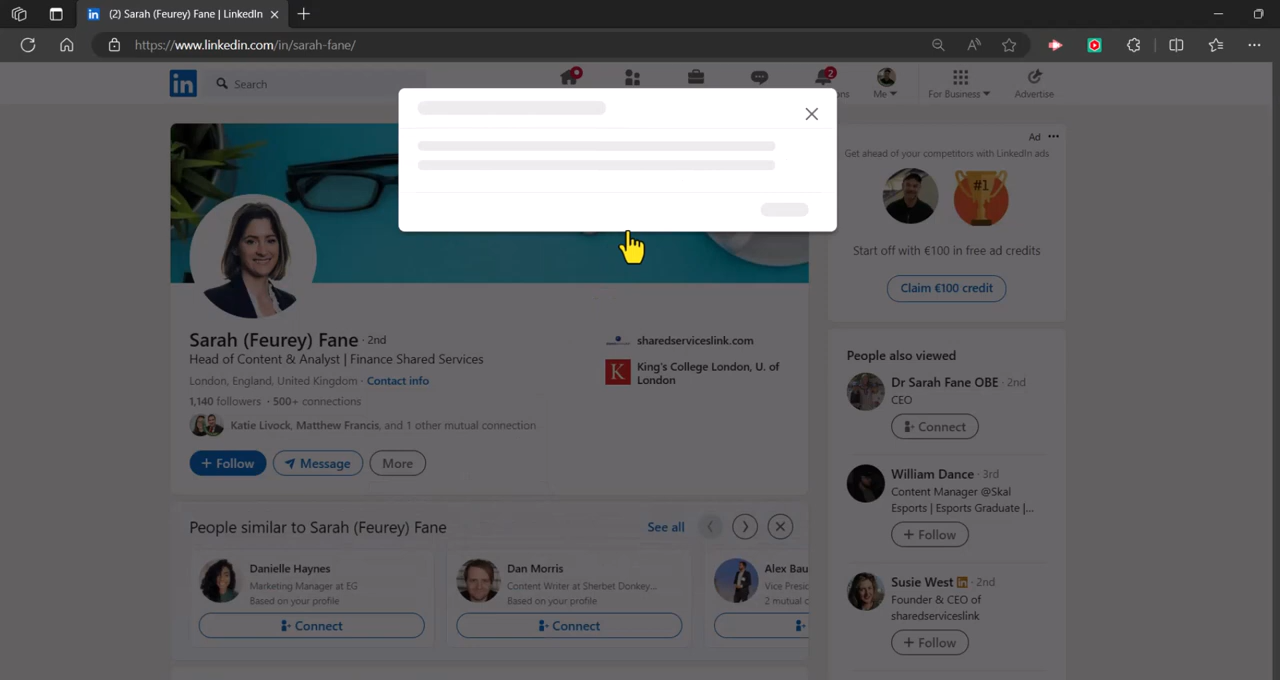 (2) Sarah (Feurey) Fane | LinkedIn
https://www.linkedin.com/in/sarah-fane/
in
Search
2
ons
Me
For Business
Advertise
Ad
Get ahead of your competitors with LinkedIn ads
#1
Start off with €100 in free ad credits
Claim €100 credit
Sarah (Feurey) Fane · 2nd
Head of Content & Analyst | Finance Shared Services
London, England, United Kingdom · Contact info
1,140 followers · 500+ connections
Katie Livock, Matthew Francis, and 1 other mutual connection
+ Follow
Message
More
sharedserviceslink.com
K
King's College London, U. of
London
People similar to Sarah (Feurey) Fane
See all
Danielle Haynes
Marketing Manager at EG
Based on your profile
Connect
Dan Morris
Content Writer at Sherbet Donkey...
Based on your profile
Connect
Alex Bau
Vice Presi
2 mutual c
People also viewed
Dr Sarah Fane OBE · 2nd
CEO
Connect
William Dance · 3rd
Content Manager @Skal
Esports | Esports Graduate |...
+ Follow
Susie West in · 2nd
Founder & CEO of
sharedserviceslink
+ Follow